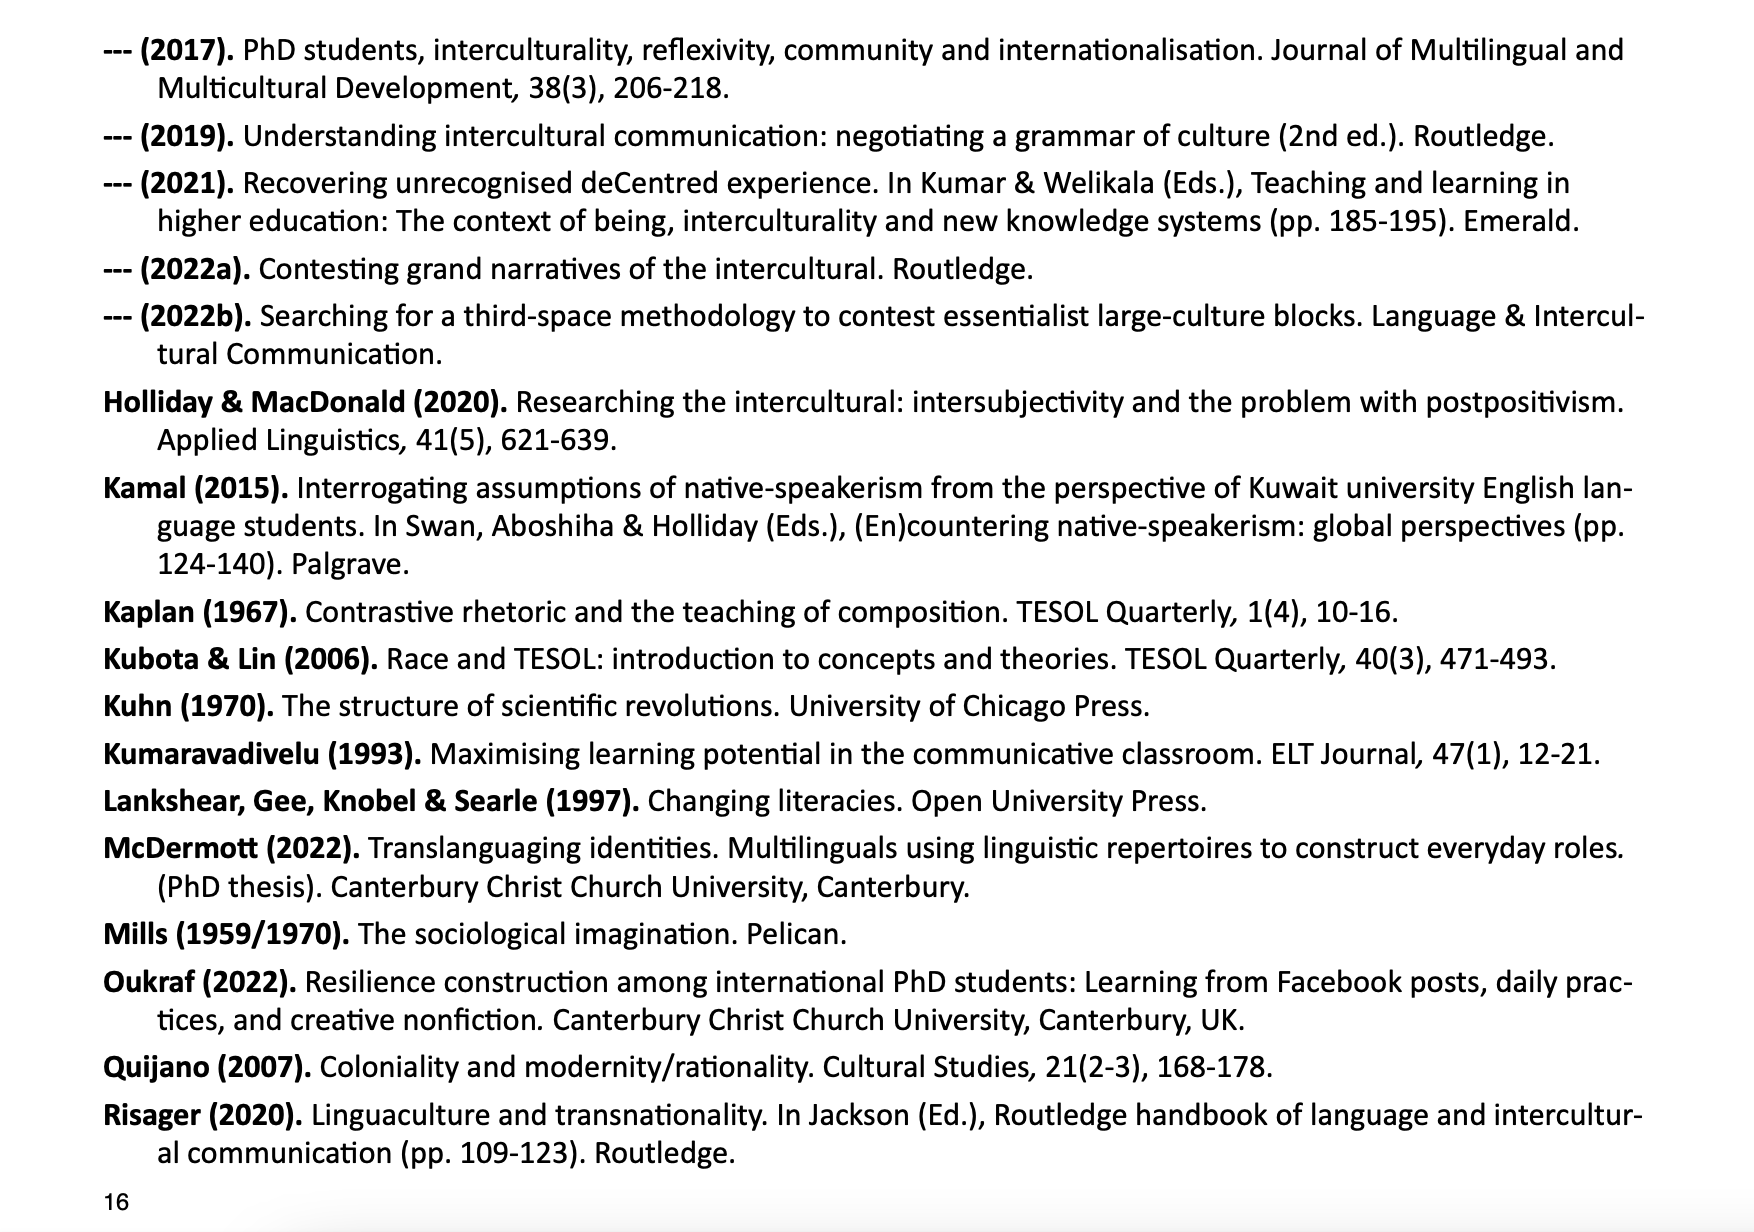 --- (2017). PhD students, interculturality, reflexivity, community and internationalisation. Journal of Multilingual and
Multicultural Development, 38(3), 206-218.
--- (2019). Understanding intercultural communication: negotiating a grammar of culture (2nd ed.). Routledge.
--- (2021). Recovering unrecognised deCentred experience. In Kumar & Welikala (Eds.), Teaching and learning in
higher education: The context of being, interculturality and new knowledge systems (pp. 185-195). Emerald.
--- (2022a). Contesting grand narratives of the intercultural. Routledge.
--- (2022b). Searching for a third-space methodology to contest essentialist large-culture blocks. Language & Intercul-
tural Communication.
Holliday & MacDonald (2020). Researching the intercultural: intersubjectivity and the problem with postpositivism.
Applied Linguistics, 41(5), 621-639.
Kamal (2015). Interrogating assumptions of native-speakerism from the perspective of Kuwait university English lan-
guage students. In Swan, Aboshiha & Holliday (Eds.), (En)countering native-speakerism: global perspectives (pp.
124-140). Palgrave.
Kaplan (1967). Contrastive rhetoric and the teaching of composition. TESOL Quarterly, 1(4), 10-16.
Kubota & Lin (2006). Race and TESOL: introduction to concepts and theories. TESOL Quarterly, 40(3), 471-493.
Kuhn (1970). The structure of scientific revolutions. University of Chicago Press.
Kumaravadivelu (1993). Maximising learning potential in the communicative classroom. ELT Journal, 47(1), 12-21.
Lankshear, Gee, Knobel & Searle (1997). Changing literacies. Open University Press.
McDermott (2022). Translanguaging identities. Multilinguals using linguistic repertoires to construct everyday roles.
(PhD thesis). Canterbury Christ Church University, Canterbury.
Mills (1959/1970). The sociological imagination. Pelican.
Oukraf (2022). Resilience construction among international PhD students: Learning from Facebook posts, daily prac-
tices, and creative nonfiction. Canterbury Christ Church University, Canterbury, UK.
Quijano (2007). Coloniality and modernity/rationality. Cultural Studies, 21(2-3), 168-178.
Risager (2020). Linguaculture and transnationality. In Jackson (Ed.), Routledge handbook of language and intercultur-
al communication (pp. 109-123). Routledge.
16